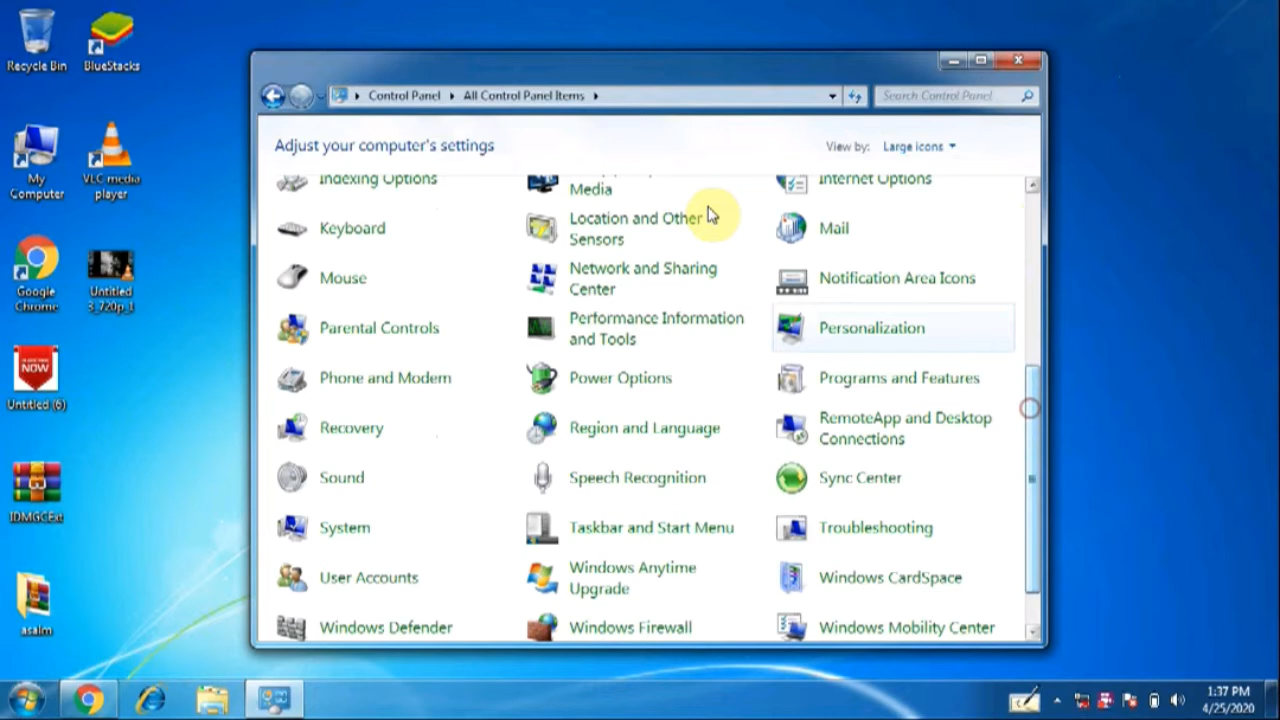 Recycle Bin
BlueStacks
My
Computer
VLC media
player
Google
Chrome
Untitled
3_720p_1
NOW
Untitled (6)
IDMGCExt
asalm
Control Panel
All Control Panel Items
Search Control Panel
Adjust your computer's settings
View by:
Large icons
Indexing Options
Media
Internet Options
Keyboard
Location and Other
Sensors
Mail
Mouse
Network and Sharing
Center
Notification Area Icons
Parental Controls
Performance Information
and Tools
Personalization
Phone and Modem
Power Options
Programs and Features
Recovery
Region and Language
RemoteApp and Desktop
Connections
Sound
Speech Recognition
Sync Center
System
Taskbar and Start Menu
Troubleshooting
User Accounts
Windows Anytime
Upgrade
Windows CardSpace
Windows Defender
Windows Firewall
Windows Mobility Center
1:37 PM
4/25/2020